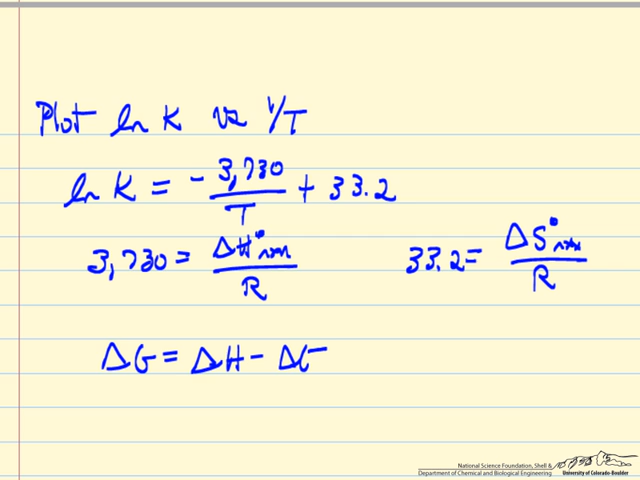 Plot ln K vs 1/T
ln K = - 3,730/T + 33.2
3,730 = ΔH°rxn/R    33.2 = ΔS°rxn/R
ΔG = ΔH - ΔG
National Science Foundation, Shell &
Department of Chemical and Biological Engineering    University of Colorado-Boulder